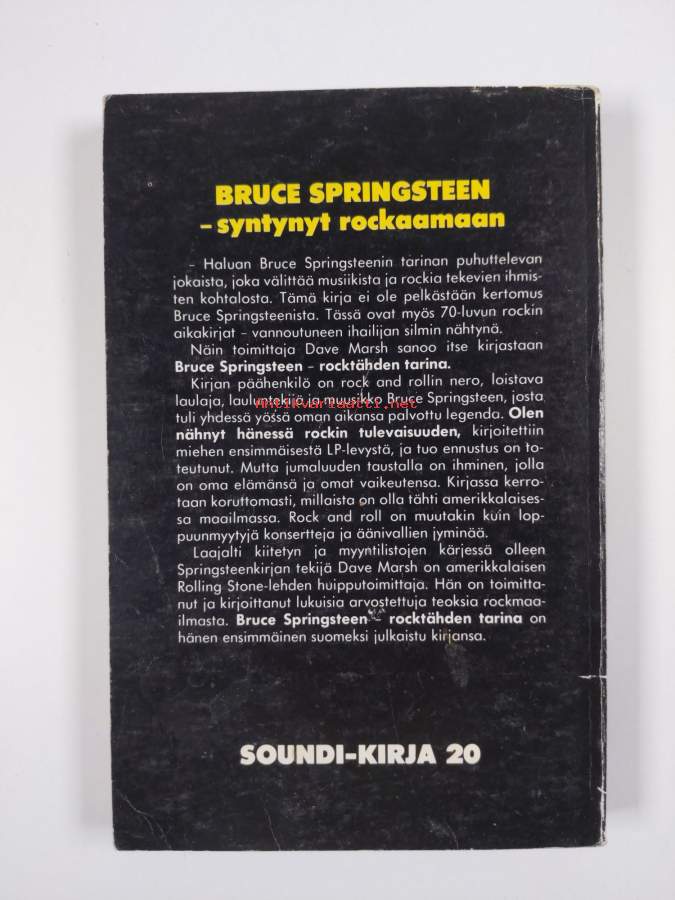 BRUCE SPRINGSTEEN
– syntynyt rockaamaan
– Haluan Bruce Springsteenin tarinan puhuttelevan
jokaista, joka välittää musiikista ja rockia tekevien ihmis-
ten kohtalosta. Tämä kirja ei ole pelkästään kertomus
Bruce Springsteenista. Tässä ovat myös 70-luvun rockin
aikakirjat – vannoutuneen ihailijan silmin nähtynä.
Näin toimittaja Dave Marsh sanoo itse kirjastaan
Bruce Springsteen – rocktähden tarina.
Kirjan päähenkilö on rock and rollin nero, loistava
laulaja, lauluntekijä ja muusikko Bruce Springsteen, josta
Antikvariaatti.net
tuli yhdessä yössä oman aikansa palvottu legenda. Olen
nähnyt hänessä rockin tulevaisuuden, kirjoitettiin
miehen ensimmäisestä LP-levystä, ja tuo ennustus on to-
teutunut. Mutta jumaluuden taustalla on ihminen, jolla
on oma elämänsä ja omat vaikeutensa. Kirjassa kerro-
taan koruttomasti, millaista on olla tähti amerikkalaises-
sa maailmassa. Rock and roll on muutakin kuin lop-
puunmyytyjä konsertteja ja äänivallien jyminää.
Laajalti kiitetyn ja myyntilistojen kärjessä olleen
Springsteenkirjan tekijä Dave Marsh on amerikkalaisen
Rolling Stone-lehden huipputoimittaja. Hän on toimitta-
nut ja kirjoittanut lukuisia arvostettuja teoksia rockmaa-
ilmasta. Bruce Springsteen – rocktähden tarina on
hänen ensimmäinen suomeksi julkaistu kirjansa.
SOUNDI-KIRJA 20